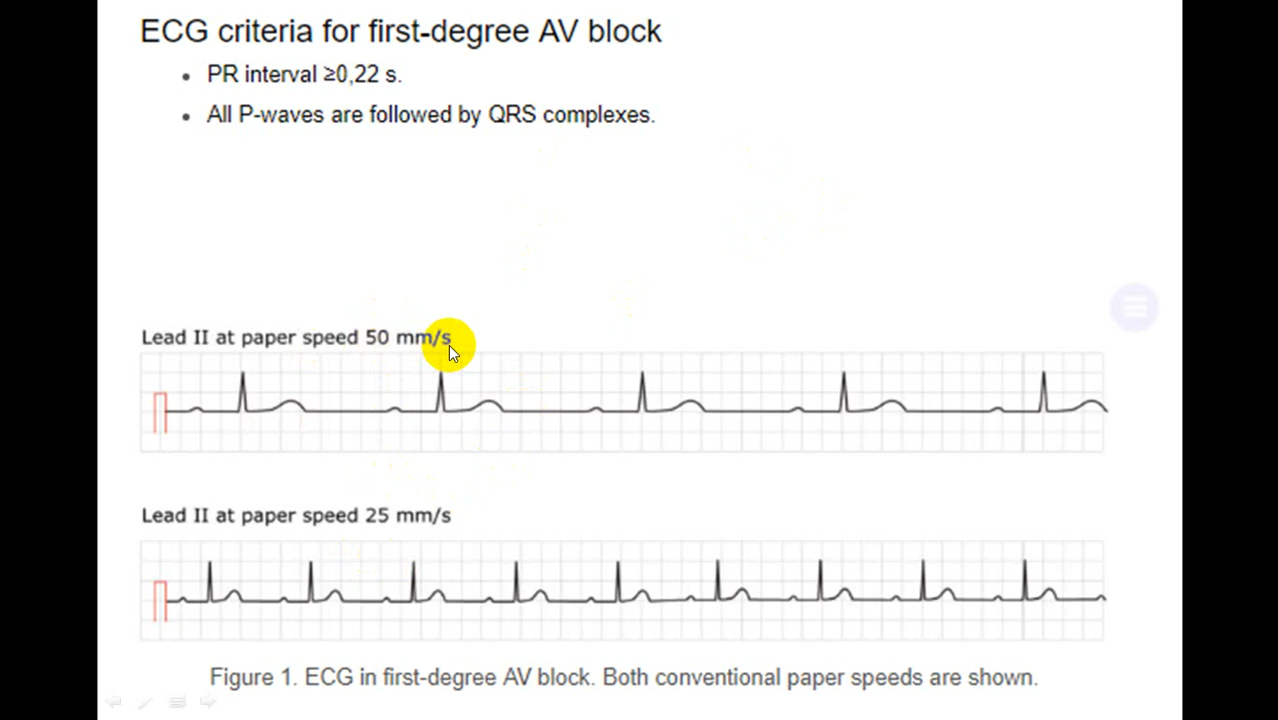 ECG criteria for first-degree AV block
PR interval ≥0,22 s.
All P-waves are followed by QRS complexes.
Lead II at paper speed 50 mm/s
Lead II at paper speed 25 mm/s
Figure 1. ECG in first-degree AV block. Both conventional paper speeds are shown.